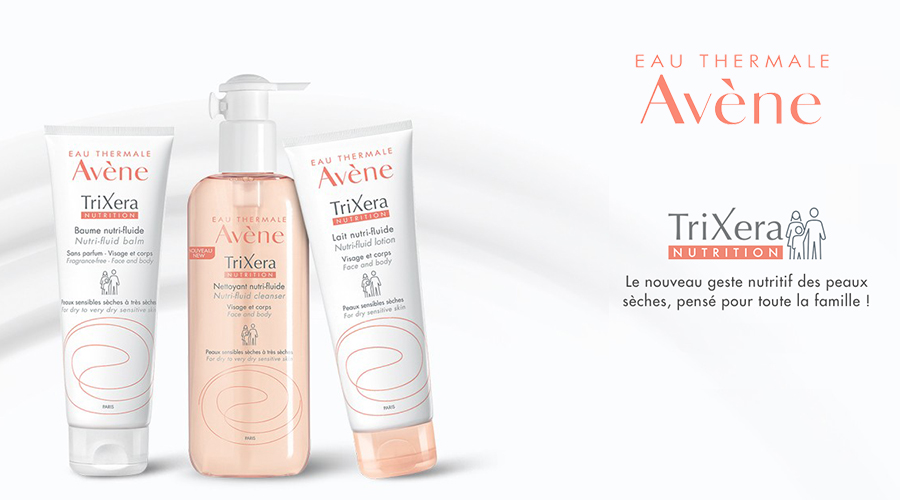 EAU THERMALE
Avène
TriXera
NUTRITION
Baume nutri-fluide
Nutri-fluid balm
Sans parfum - Visage et corps
Fragrance-free - Face and body
Peaux sensibles sèches à très sèches
For dry to very dry sensitive skin
PARIS
EAU THERMALE
Avène
NOUVEAU
NEW
TriXera
NUTRITION
Nettoyant nutri-fluide
Nutri-fluid cleanser
Visage et corps
Face and body
Peaux sensibles sèches à très sèches
For dry to very dry sensitive skin
PARIS
EAU THERMALE
Avène
TriXera
NUTRITION
Lait nutri-fluide
Nutri-fluid lotion
Visage et corps
Face and body
Peaux sensibles sèches
For dry sensitive skin
PARIS
EAU THERMALE
Avène
TriXera
NUTRITION
Le nouveau geste nutritif des peaux
sèches, pensé pour toute la famille !